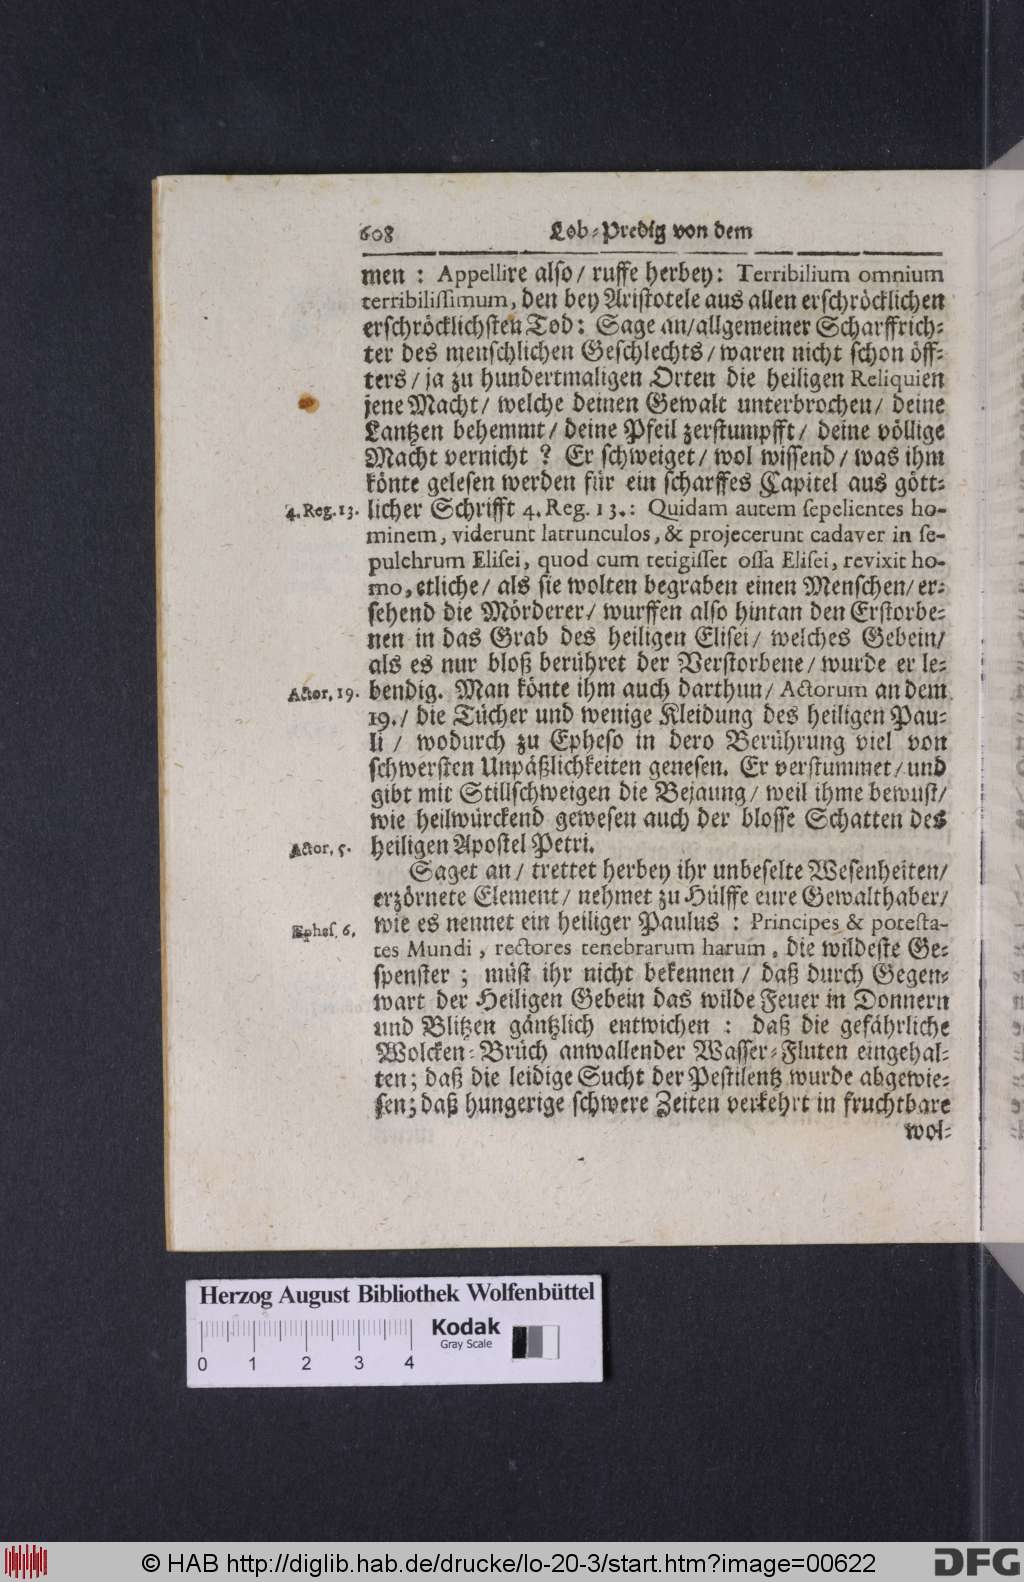 608 Lob-Predig von dem
men : Appellire also/ ruffe herbey: Terribilium omnium
terribilissimum, den bey Aristotele aus allen erschröcklichen
erschröcklichsten Tod: Sage an/allgemeiner Scharffrich-
ter des menschlichen Geschlechts/ waren nicht schon öff-
ters/ ja zu hundertmaligen Orten die heiligen Reliquien
jene Macht/ welche deinen Gewalt unterbrochen/ deine
Lantzen behemmt/ deine Pfeil zerstumpfft/ deine völlige
Macht vernicht ? Er schweiget/ wol wissend/ was ihm
könte gelesen werden für ein scharffes Capitel aus gött-
4. Reg. 13. licher Schrifft 4. Reg. 13.: Quidam autem sepelientes ho-
minem, viderunt latrunculos, & projecerunt cadaver in se-
pulchrum Elisei, quod cum tetigisset ossa Elisei, revixit ho-
mo, etliche/ als sie wolten begraben einen Menschen/ er-
sehend die Mörderer/ wurffen also hintan den Erstorbe-
nen in das Grab des heiligen Elisei/ welches Gebein/
als es nur bloß berühret der Verstorbene/ wurde er le-
Actor. 19. bendig. Man könte ihm auch darthun/ Actorum an dem
19./ die Tücher und wenige Kleidung des heiligen Pau-
li / wodurch zu Epheso in dero Berührung viel von
schwersten Unpäßlichkeiten genesen. Er verstummet/ und
gibt mit Stillschweigen die Bejaung/ weil ihme bewust/
wie heilwürckend gewesen auch der blosse Schatten des
Actor. 5. heiligen Apostel Petri.
Saget an/ trettet herbey ihr unbeselte Wesenheiten/
erzörnete Element/ nehmet zu Hülffe eure Gewalthaber/
Ephes. 6. wie es nennet ein heiliger Paulus : Principes & potesta-
tes Mundi, rectores tenebrarum harum, die wildeste Ge-
spenster ; müst ihr nicht bekennen/ daß durch Gegen-
wart der Heiligen Gebein das wilde Feuer in Donnern
und Blitzen gäntzlich entwichen : daß die gefährliche
Wolcken-Brüch anwallender Wasser-Fluten eingehal-
ten; daß die leidige Sucht der Pestilentz wurde abgewie-
sen; daß hungerige schwere Zeiten verkehrt in fruchtbare
wol-
Herzog August Bibliothek Wolfenbüttel
Kodak
Gray Scale
0 1 2 3 4
© HAB http://diglib.hab.de/drucke/lo-20-3/start.htm?image=00622
DFG